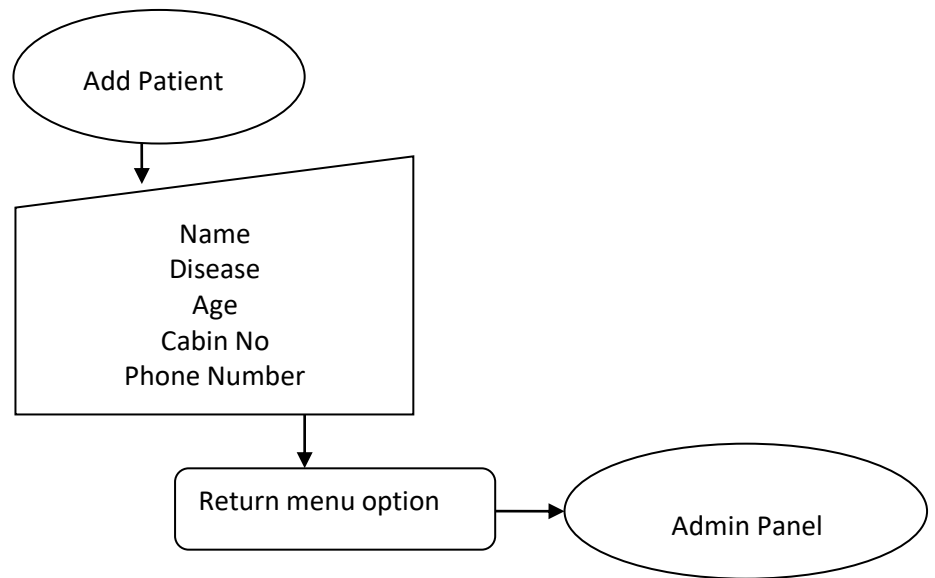 Add Patient
Name
Disease
Age
Cabin No
Phone Number
Return menu option
Admin Panel